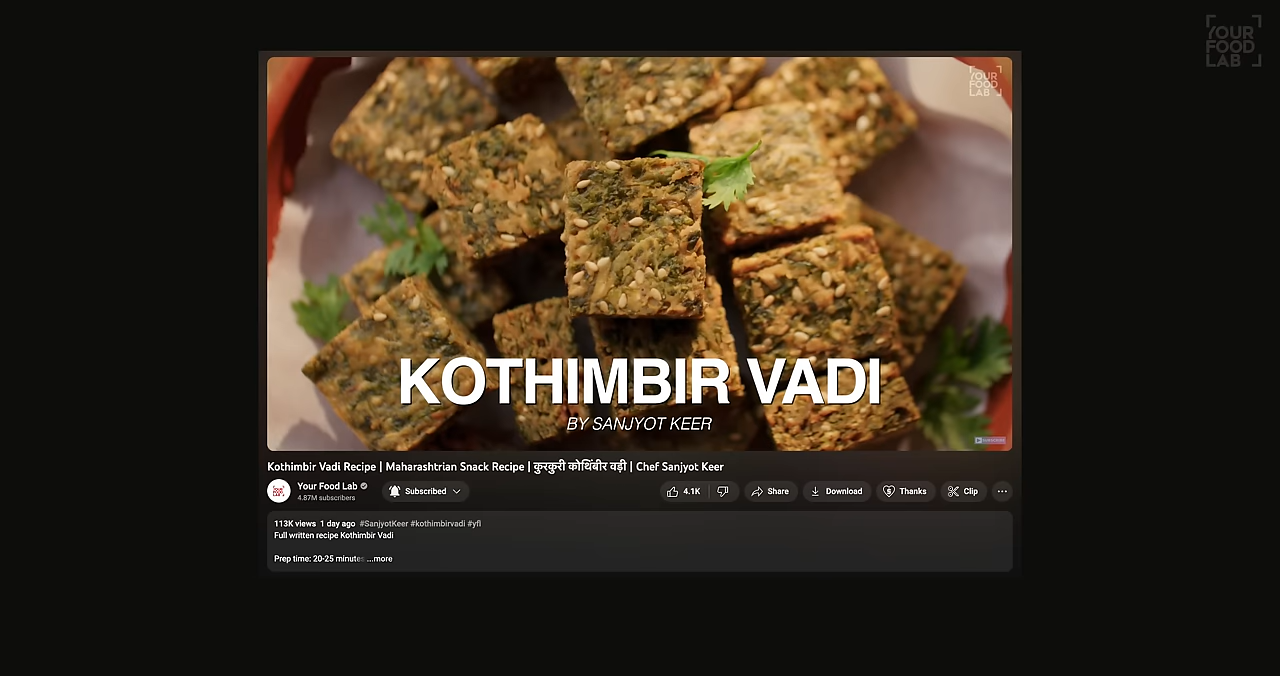 YOUR
FOOD
LAB
YOUR
FOOD
LAB
KOTHIMBIR VADI
BY SANJYOT KEER
Kothimbir Vadi Recipe | Maharashtrian Snack Recipe | कुरकुरी कोथिंबीर वड़ी | Chef Sanjyot Keer
Your Food Lab
4.87M subscribers
Subscribed
4.1K
Share
Download
Thanks
Clip
113K views 1 day ago #SanjyotKeer #kothimbirvadi #yfl
Full written recipe Kothimbir Vadi
Prep time: 20-25 minutes ...more